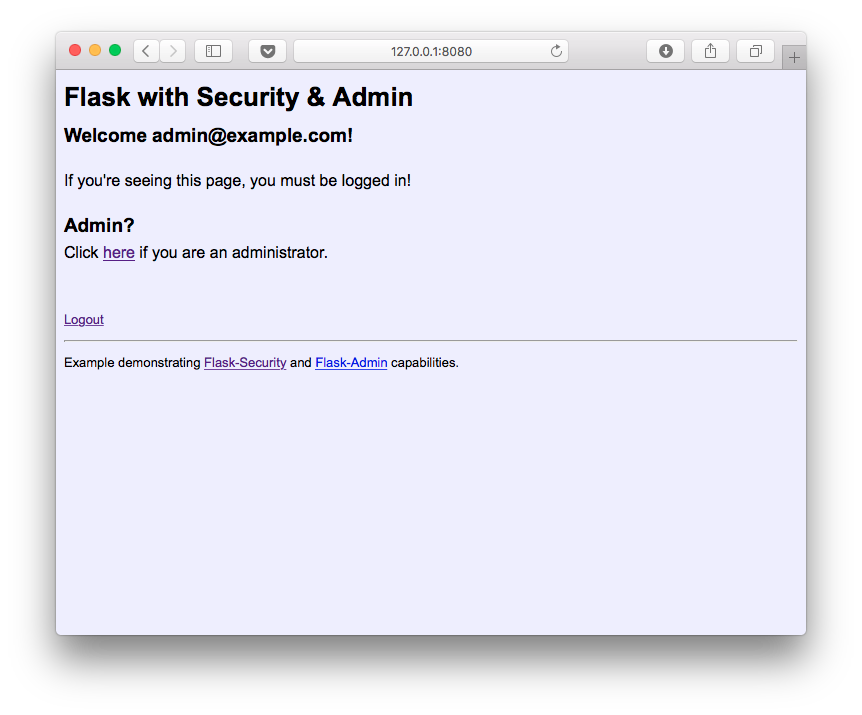 127.0.0.1:8080
Flask with Security & Admin
Welcome admin@example.com!
If you're seeing this page, you must be logged in!
Admin?
Click here if you are an administrator.
Logout
Example demonstrating Flask-Security and Flask-Admin capabilities.